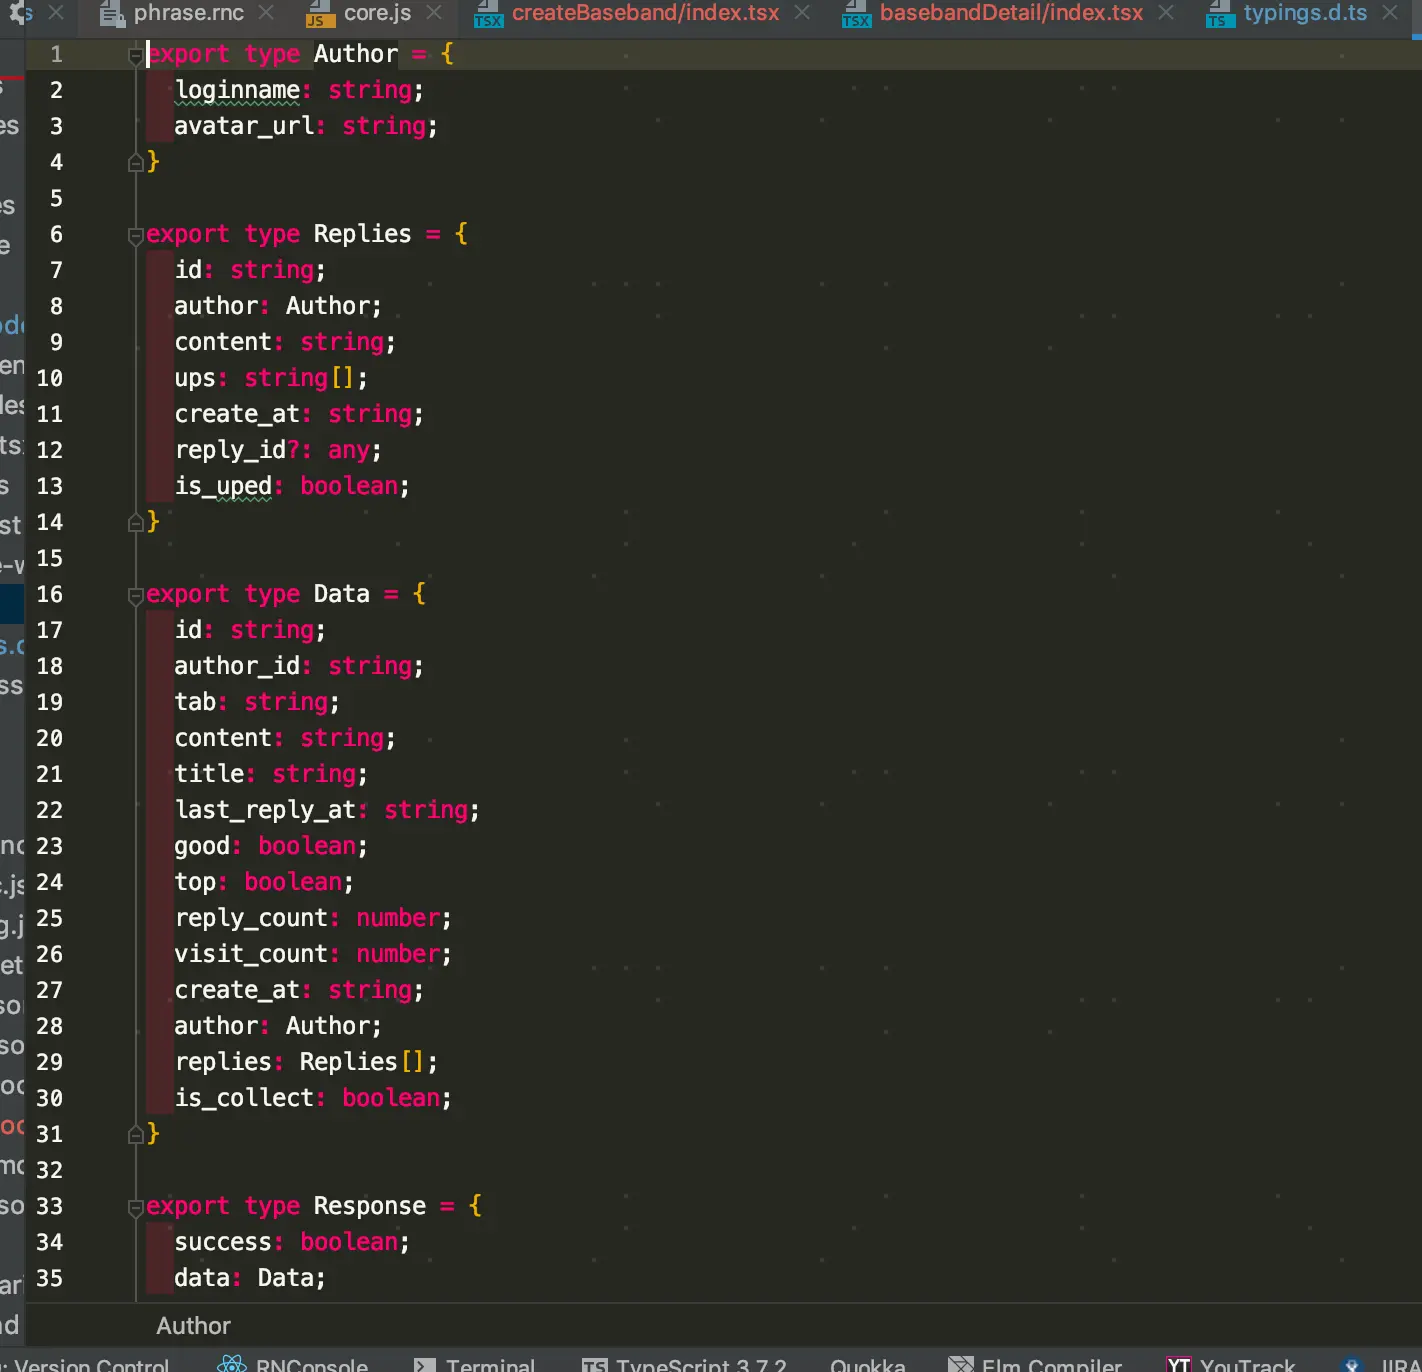 phrase.rnc core.js createBaseband/index.tsx basebandDetail/index.tsx typings.d.ts
1 export type Author = {
2 loginname: string;
3 avatar_url: string;
4 }
5
6 export type Replies = {
7 id: string;
8 author: Author;
9 content: string;
10 ups: string[];
11 create_at: string;
12 reply_id?: any;
13 is_uped: boolean;
14 }
15
16 export type Data = {
17 id: string;
18 author_id: string;
19 tab: string;
20 content: string;
21 title: string;
22 last_reply_at: string;
23 good: boolean;
24 top: boolean;
25 reply_count: number;
26 visit_count: number;
27 create_at: string;
28 author: Author;
29 replies: Replies[];
30 is_collect: boolean;
31 }
32
33 export type Response = {
34 success: boolean;
35 data: Data;
Author
Version Control RNConsole Terminal TypeScript 3.7.2 Quokka Elm Compiler YouTrack JIRA